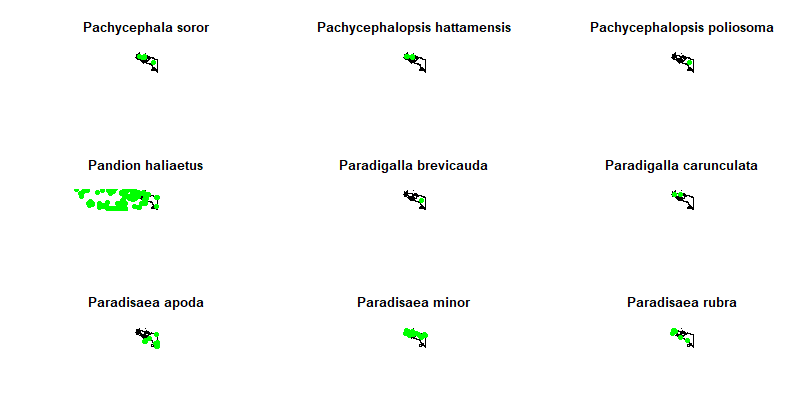 Pachycephala soror
Pachycephalopsis hattamensis
Pachycephalopsis poliosoma
Pandion haliaetus
Paradigalla brevicauda
Paradigalla carunculata
Paradisaea apoda
Paradisaea minor
Paradisaea rubra